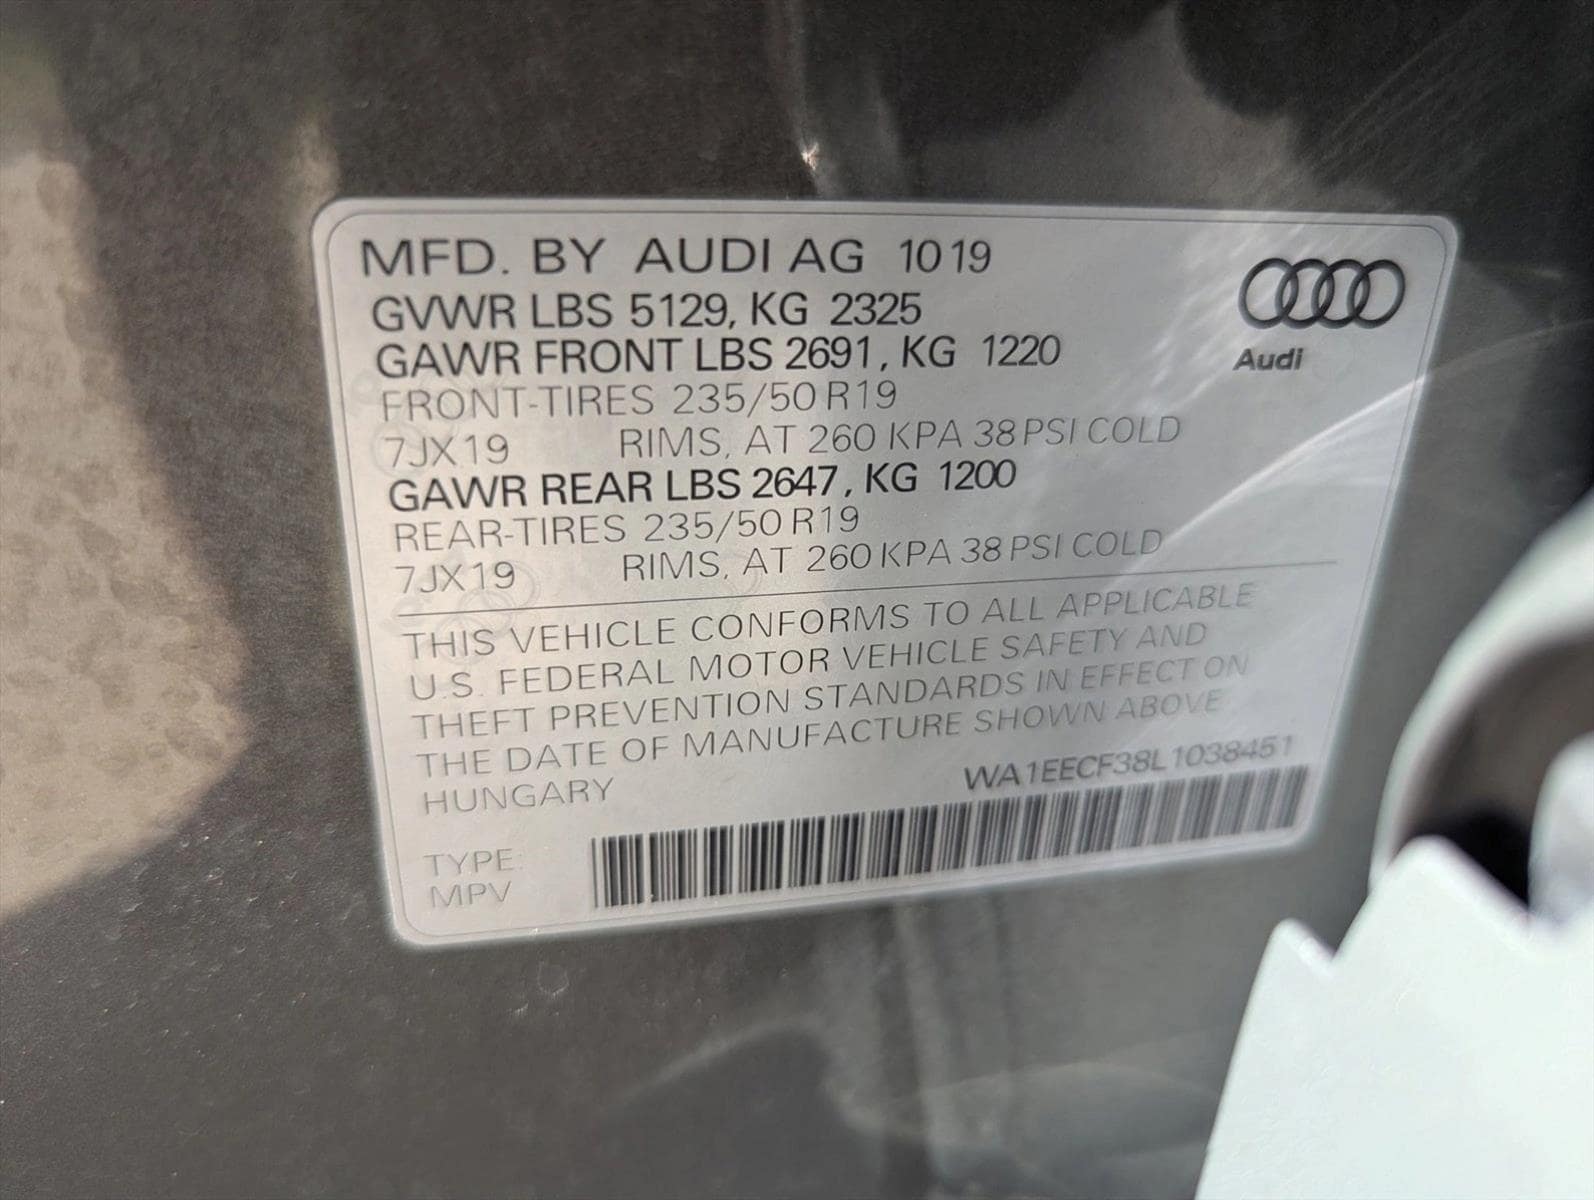 MFD. BY AUDI AG 10 19
GVWR LBS 5129, KG 2325
GAWR FRONT LBS 2691, KG 1220
FRONT-TIRES 235/50 R19
7JX19 RIMS, AT 260 KPA 38 PSI COLD
GAWR REAR LBS 2647, KG 1200
REAR-TIRES 235/50 R19
7JX19 RIMS, AT 260 KPA 38 PSI COLD
Audi
THIS VEHICLE CONFORMS TO ALL APPLICABLE
U.S. FEDERAL MOTOR VEHICLE SAFETY AND
THEFT PREVENTION STANDARDS IN EFFECT ON
THE DATE OF MANUFACTURE SHOWN ABOVE
HUNGARY
WA1EECF38L1038451
TYPE:
MPV